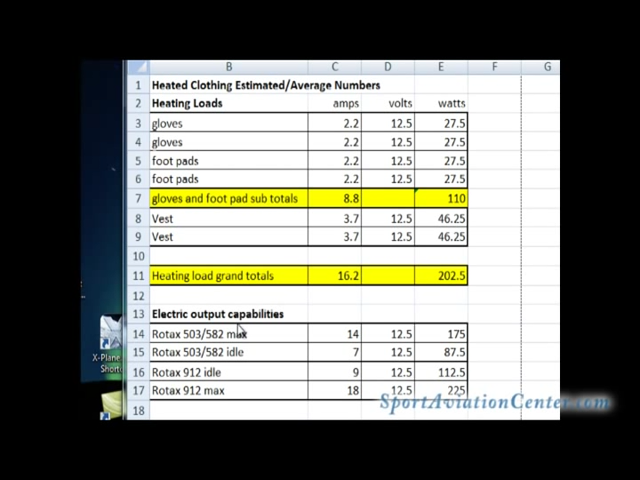 B C D E F G
1 Heated Clothing Estimated/Average Numbers
2 Heating Loads amps volts watts
3 gloves 2.2 12.5 27.5
4 gloves 2.2 12.5 27.5
5 foot pads 2.2 12.5 27.5
6 foot pads 2.2 12.5 27.5
7 gloves and foot pad sub totals 8.8 110
8 Vest 3.7 12.5 46.25
9 Vest 3.7 12.5 46.25
10
11 Heating load grand totals 16.2 202.5
12
13 Electric output capabilities
14 Rotax 503/582 max 14 12.5 175
15 Rotax 503/582 idle 7 12.5 87.5
16 Rotax 912 idle 9 12.5 112.5
17 Rotax 912 max 18 12.5 225
18
X-Plane
Shortc
SportAviationCenter.com